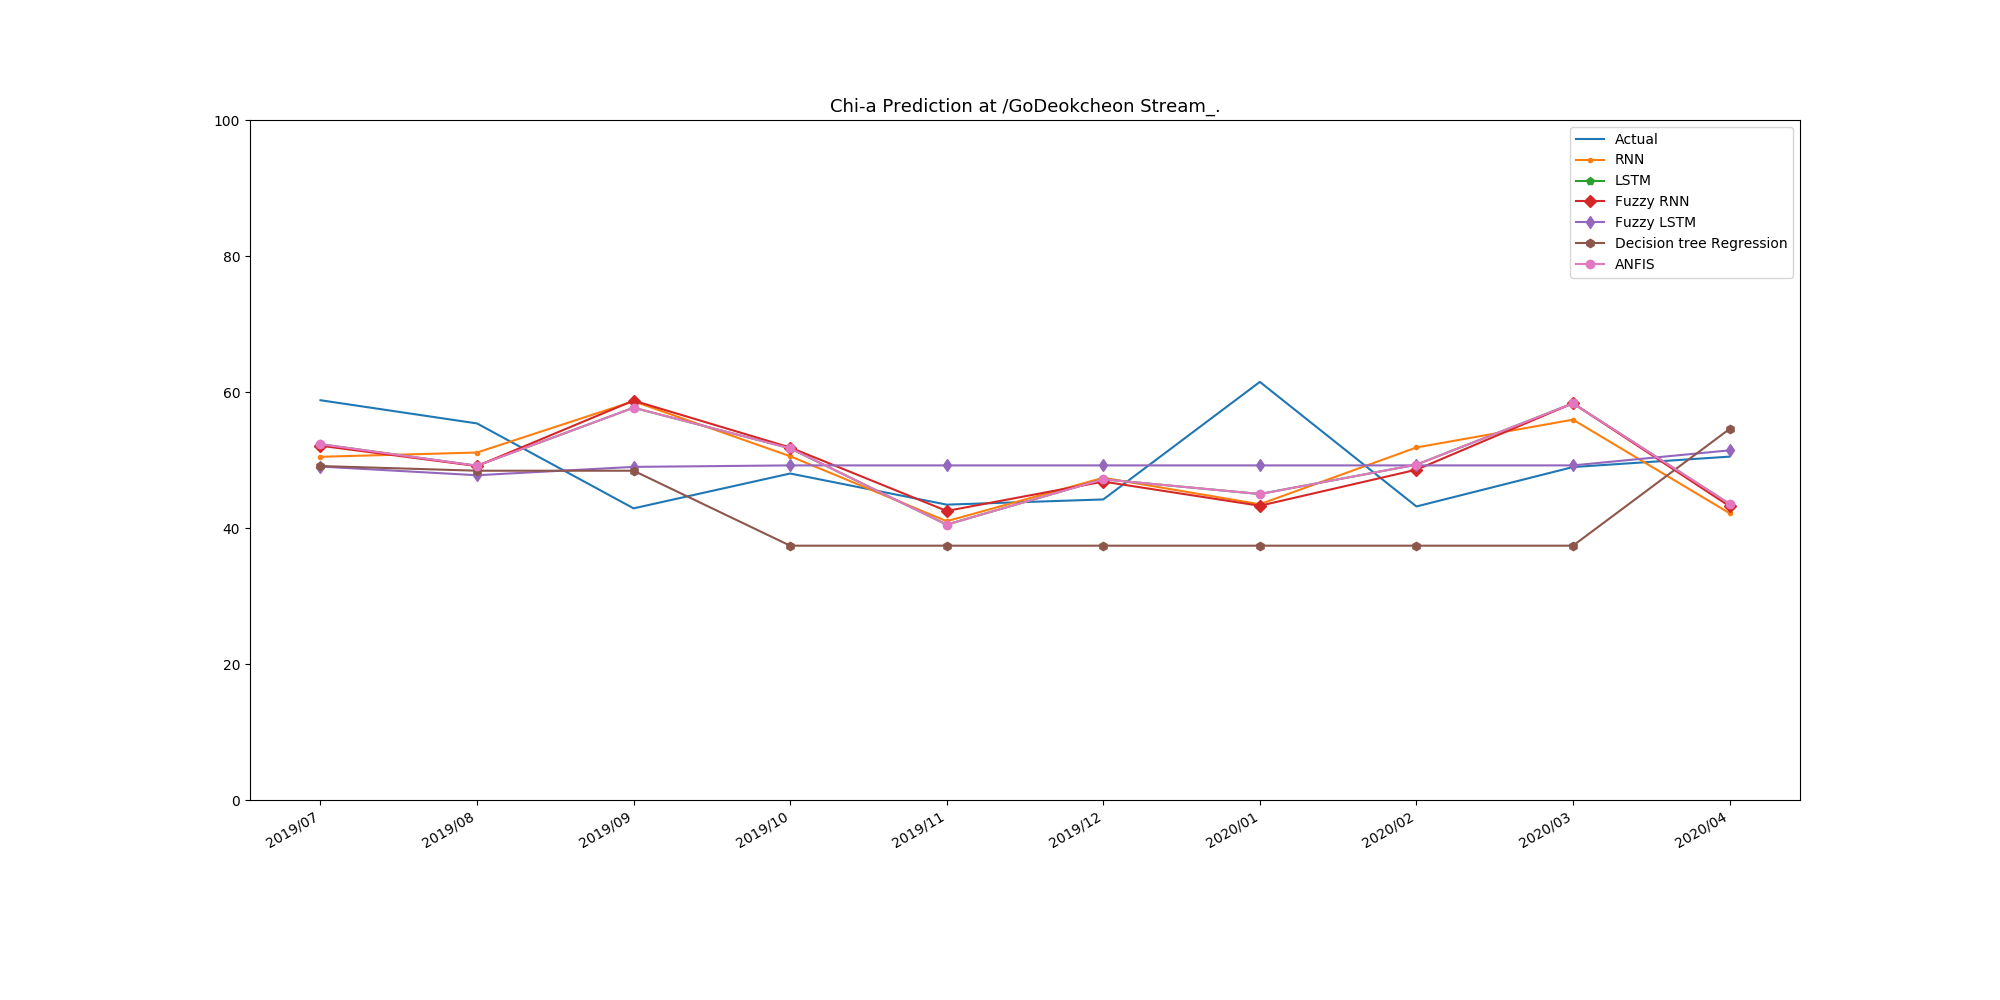 Chi-a Prediction at /GoDeokcheon Stream_.
100
80
60
40
20
0
Actual
RNN
LSTM
Fuzzy RNN
Fuzzy LSTM
Decision tree Regression
ANFIS
2019/07
2019/08
2019/09
2019/10
2019/11
2019/12
2020/01
2020/02
2020/03
2020/04